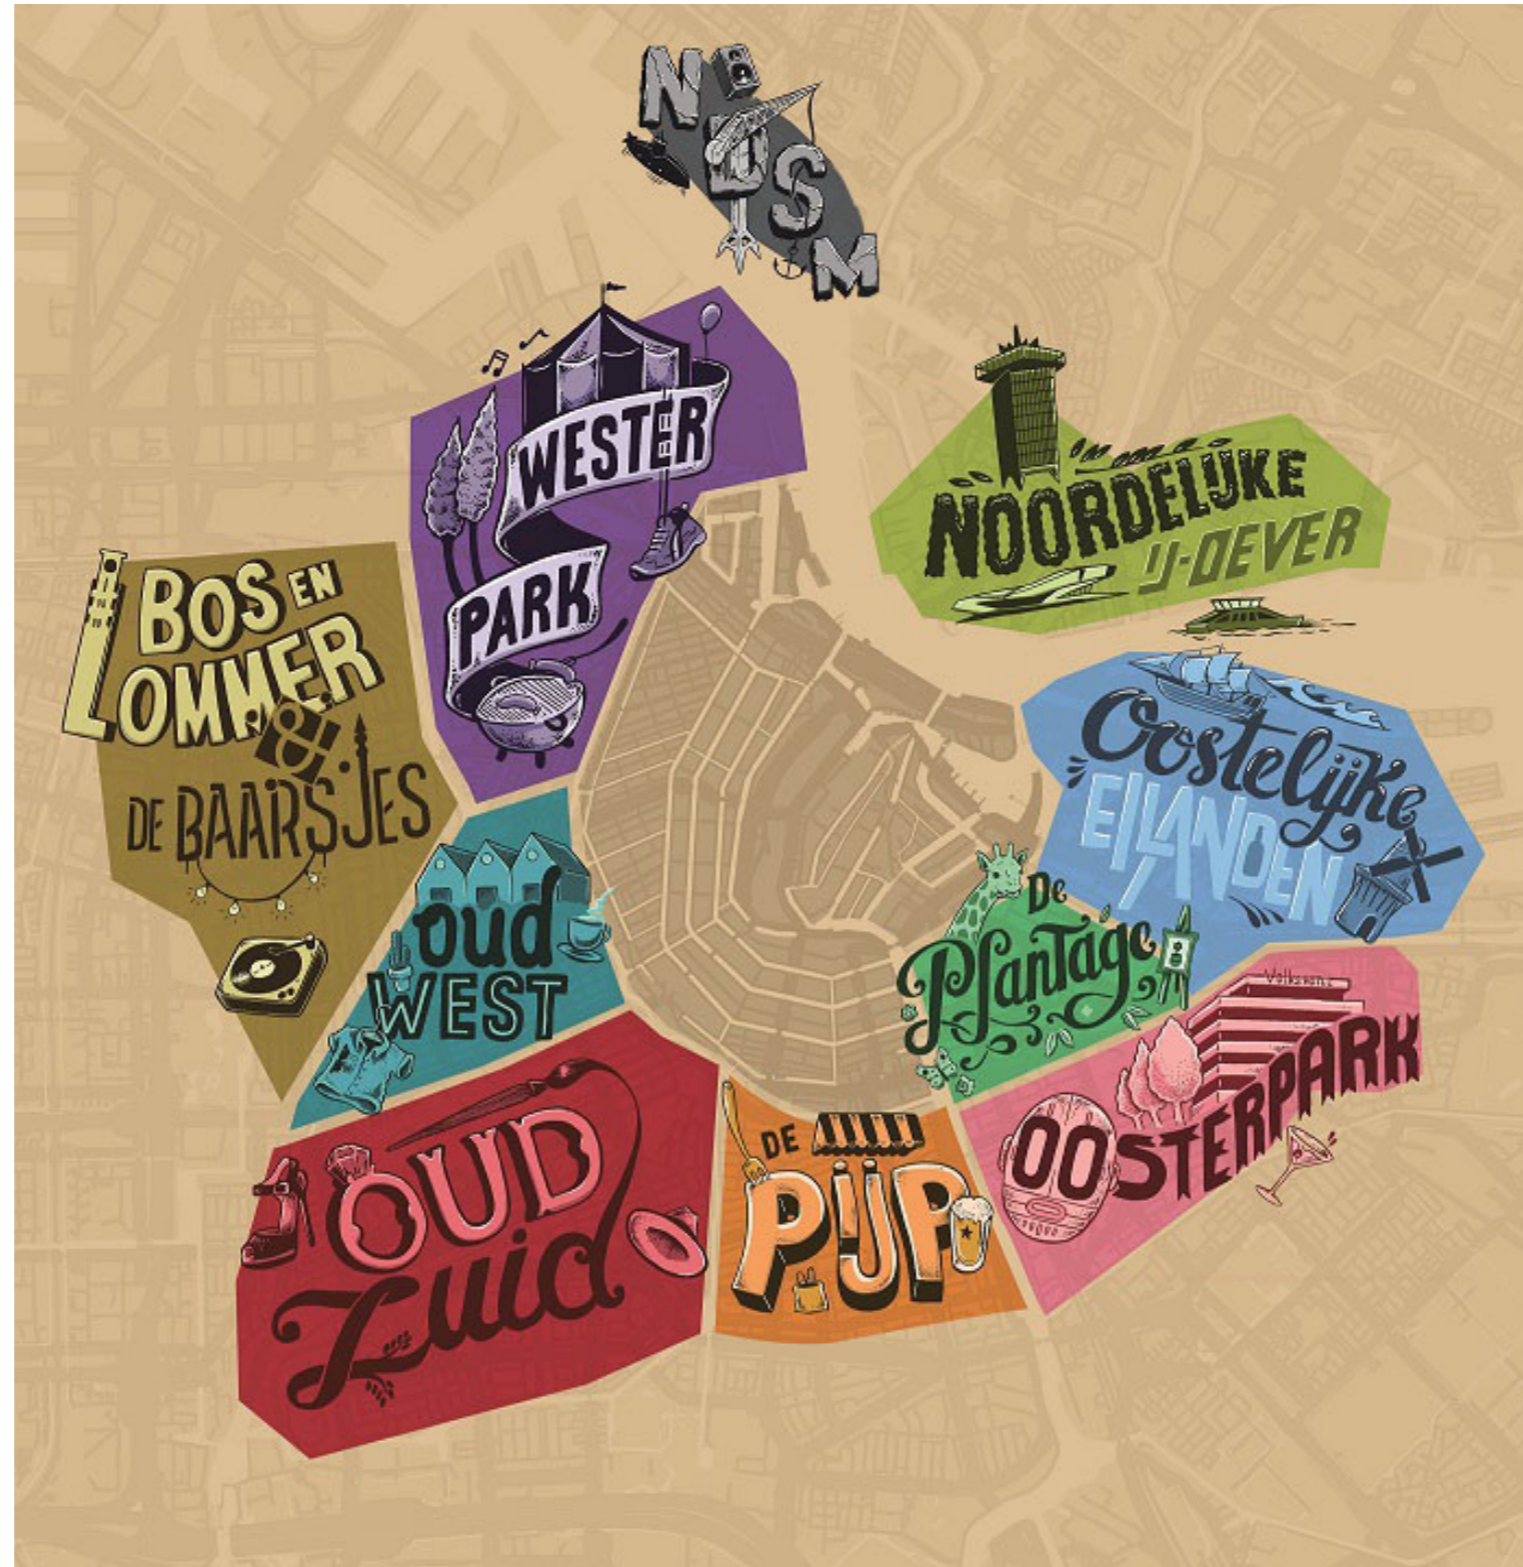 NDSM
WESTER
PARK
NOORDELIJKE
IJ-OEVER
BOS EN
LOMMER
&
DE BAARSJES
Oostelijke
EILANDEN
oud
WEST
De
Plantage
Volkshotel
OOSTERPARK
OUD
Zuid
DE
PIJP